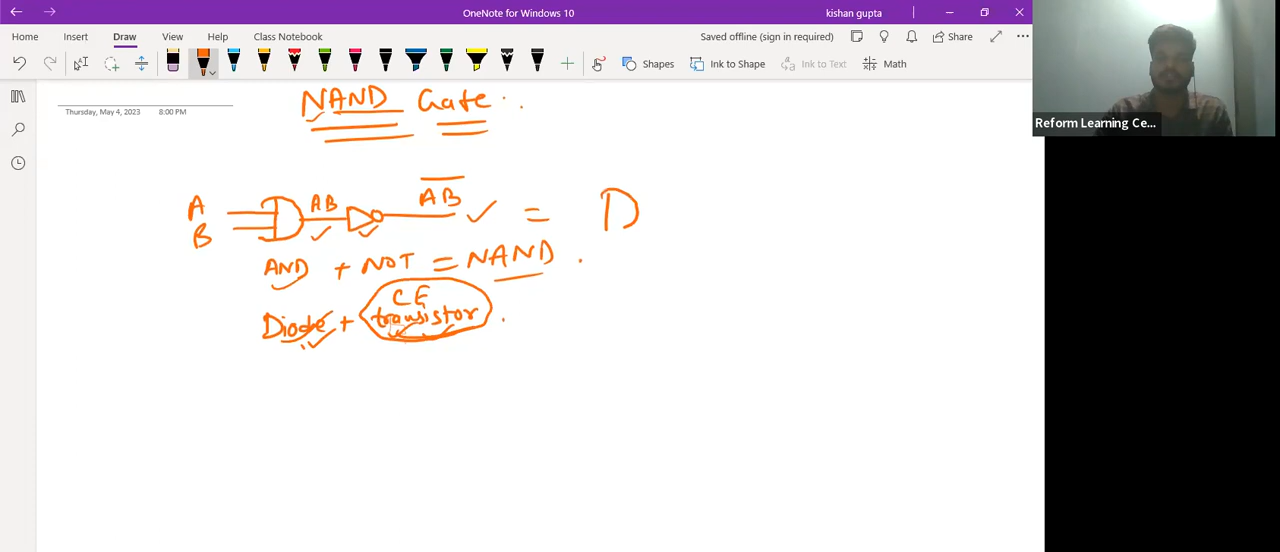 OneNote for Windows 10
kishan gupta
Home Insert Draw View Help Class Notebook
Saved offline (sign in required)
Share
Shapes
Ink to Shape
Ink to Text
Math
Reform Learning Ce...
Thursday, May 4, 2023 8:00 PM
NAND Gate
A
B
AB
AB
=
AND + NOT = NAND
CE
Diode + transistor